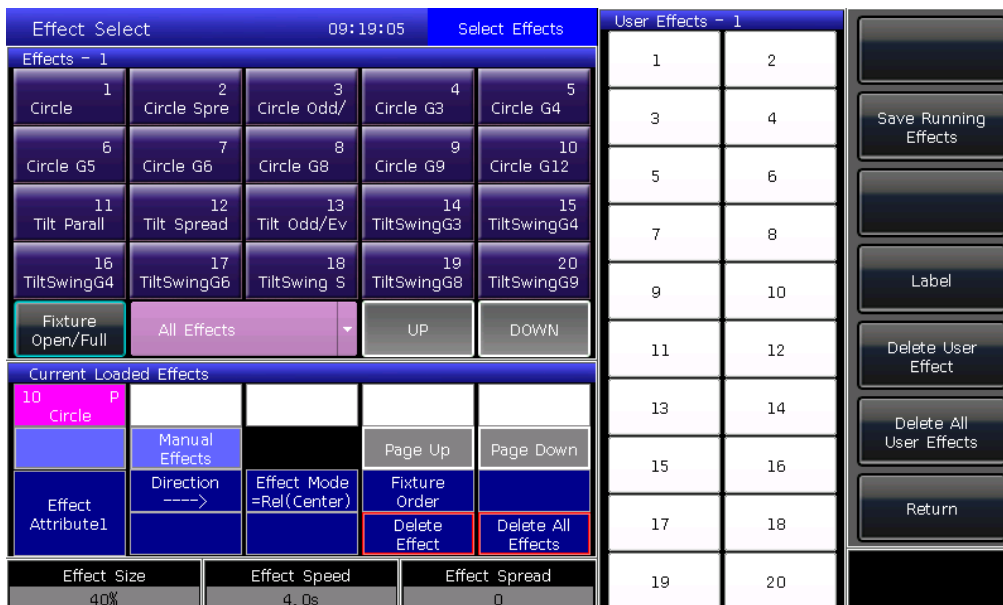 Effect Select 09:19:05 Select Effects
Effects - 1
1 2 3 4 5
Circle Circle Spre Circle Odd/ Circle G3 Circle G4
6 7 8 9 10
Circle G5 Circle G6 Circle G8 Circle G9 Circle G12
11 12 13 14 15
Tilt Parall Tilt Spread Tilt Odd/Ev TiltSwingG3 TiltSwingG4
16 17 18 19 20
TiltSwingG4 TiltSwingG6 TiltSwing S TiltSwingG8 TiltSwingG9
Fixture
Open/Full
All Effects
UP
DOWN
Current Loaded Effects
10 P
Circle
Manual
Effects
Page Up
Page Down
Effect
Attribute1
Direction
---->
Effect Mode
=Rel(Center)
Fixture
Order
Delete
Effect
Delete All
Effects
Effect Size Effect Speed Effect Spread
40% 4.0s 0
User Effects - 1
1 2
3 4
5 6
7 8
9 10
11 12
13 14
15 16
17 18
19 20
Save Running
Effects
Label
Delete User
Effect
Delete All
User Effects
Return